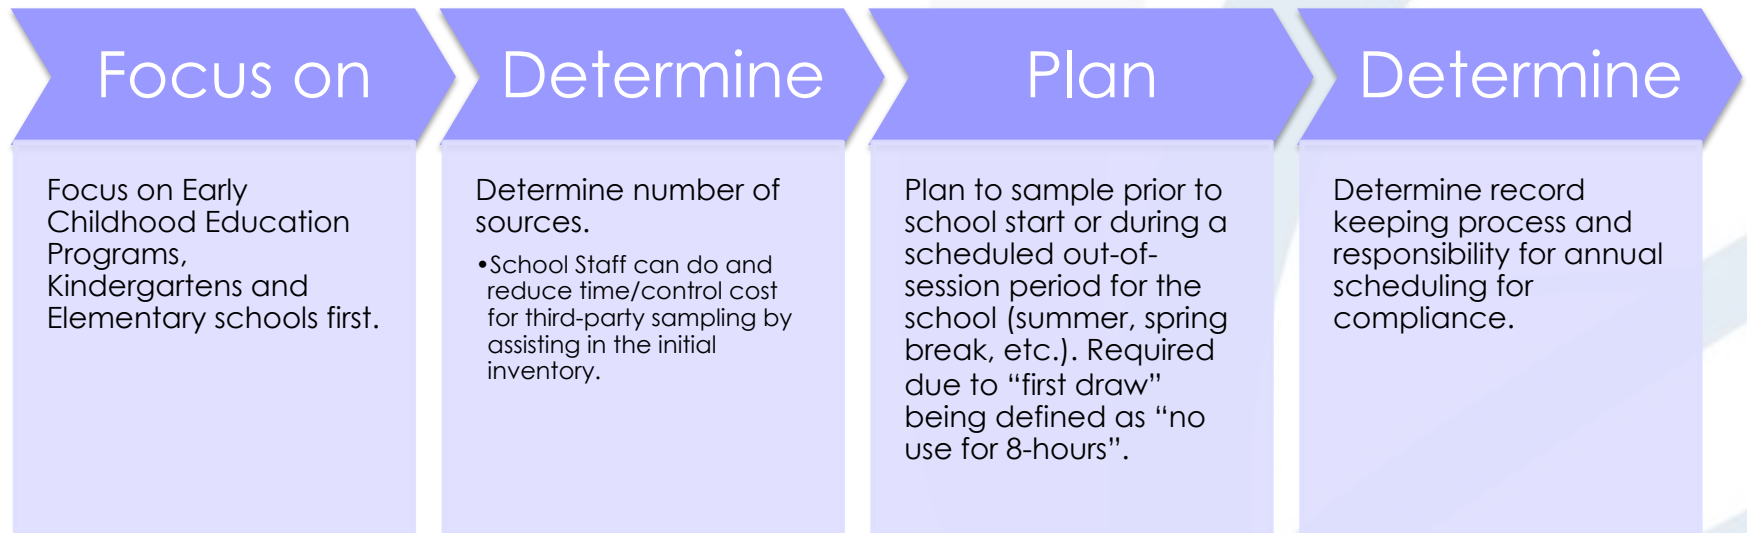 Focus on
Focus on Early
Childhood Education
Programs,
Kindergartens and
Elementary schools first.
Determine
Determine number of
sources.
•School Staff can do and
reduce time/control cost
for third-party sampling by
assisting in the initial
inventory.
Plan
Plan to sample prior to
school start or during a
scheduled out-of-
session period for the
school (summer, spring
break, etc.). Required
due to “first draw”
being defined as “no
use for 8-hours”.
Determine
Determine record
keeping process and
responsibility for annual
scheduling for
compliance.